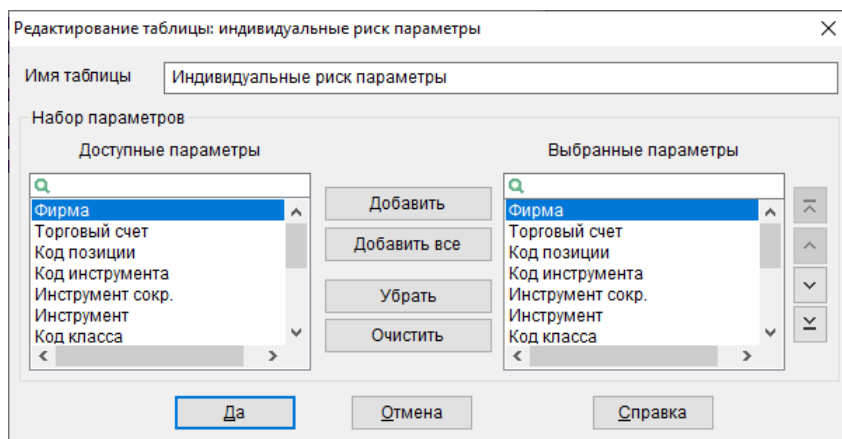 Редактирование таблицы: индивидуальные риск параметры
Имя таблицы
Индивидуальные риск параметры
Набор параметров
Доступные параметры
Фирма
Торговый счет
Код позиции
Код инструмента
Инструмент сокр.
Инструмент
Код класса
Добавить
Добавить все
Убрать
Очистить
Выбранные параметры
Фирма
Торговый счет
Код позиции
Код инструмента
Инструмент сокр.
Инструмент
Код класса
Да
Отмена
Справка